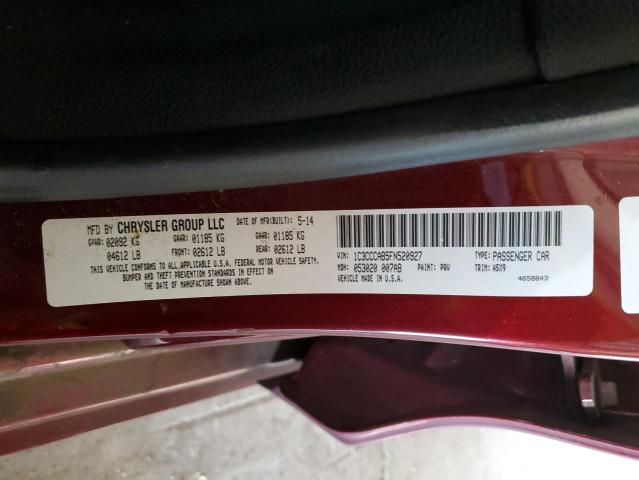 MFD BY CHRYSLER GROUP LLC DATE OF MFR(BUILT): 5-14
GVWR: 02092 KG GAWR: 01185 KG GAWR: 01185 KG
04612 LB FRONT: 02612 LB REAR: 02612 LB
THIS VEHICLE CONFORMS TO ALL APPLICABLE U.S.A. FEDERAL MOTOR VEHICLE SAFETY,
BUMPER AND THEFT PREVENTION STANDARDS IN EFFECT ON
THE DATE OF MANUFACTURE SHOWN ABOVE.
VIN: 1C3CCCAB5FN520927 TYPE: PASSENGER CAR
MDH: 053020 007AB PAINT: PRV TRIM: A5X9
VEHICLE MADE IN U.S.A. 4658843